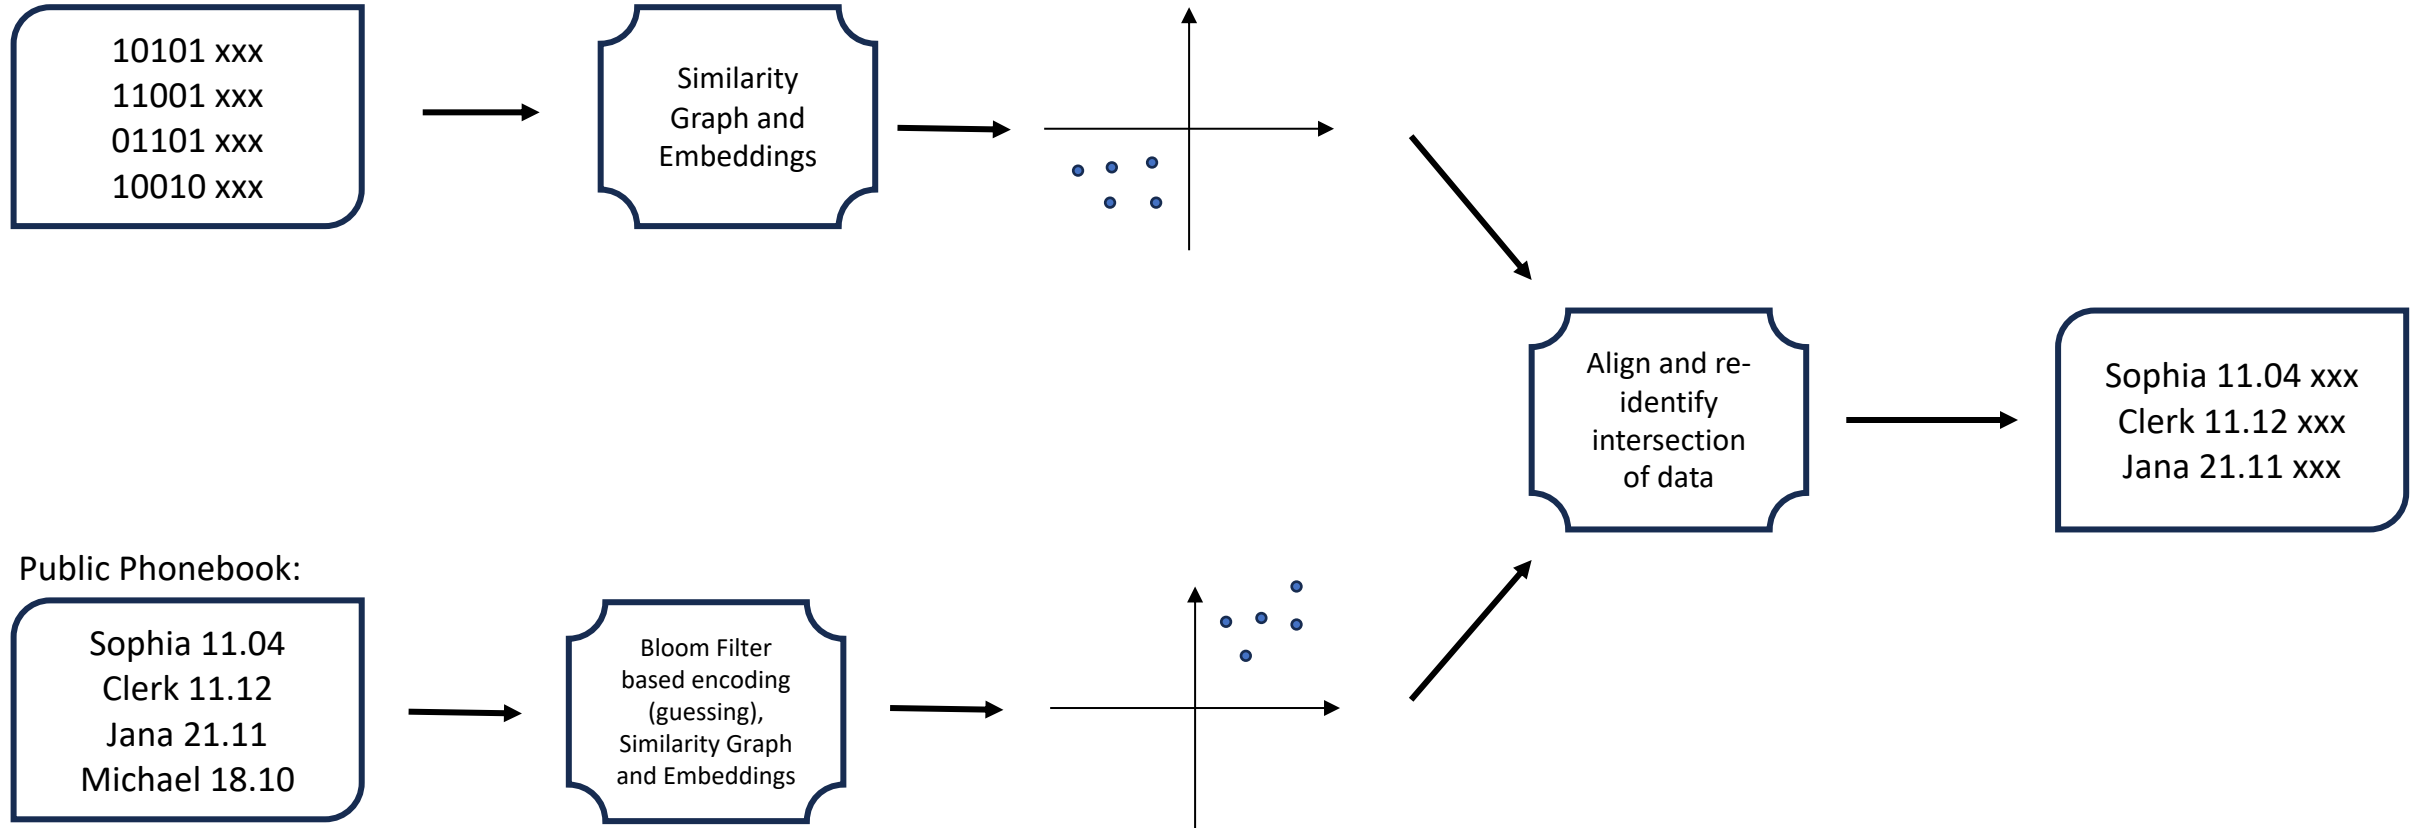 10101 xxx
11001 xxx
01101 xxx
10010 xxx
Similarity
Graph and
Embeddings
Public Phonebook:
Sophia 11.04
Clerk 11.12
Jana 21.11
Michael 18.10
Bloom Filter
based encoding
(guessing),
Similarity Graph
and Embeddings
Align and re-
identify
intersection
of data
Sophia 11.04 xxx
Clerk 11.12 xxx
Jana 21.11 xxx